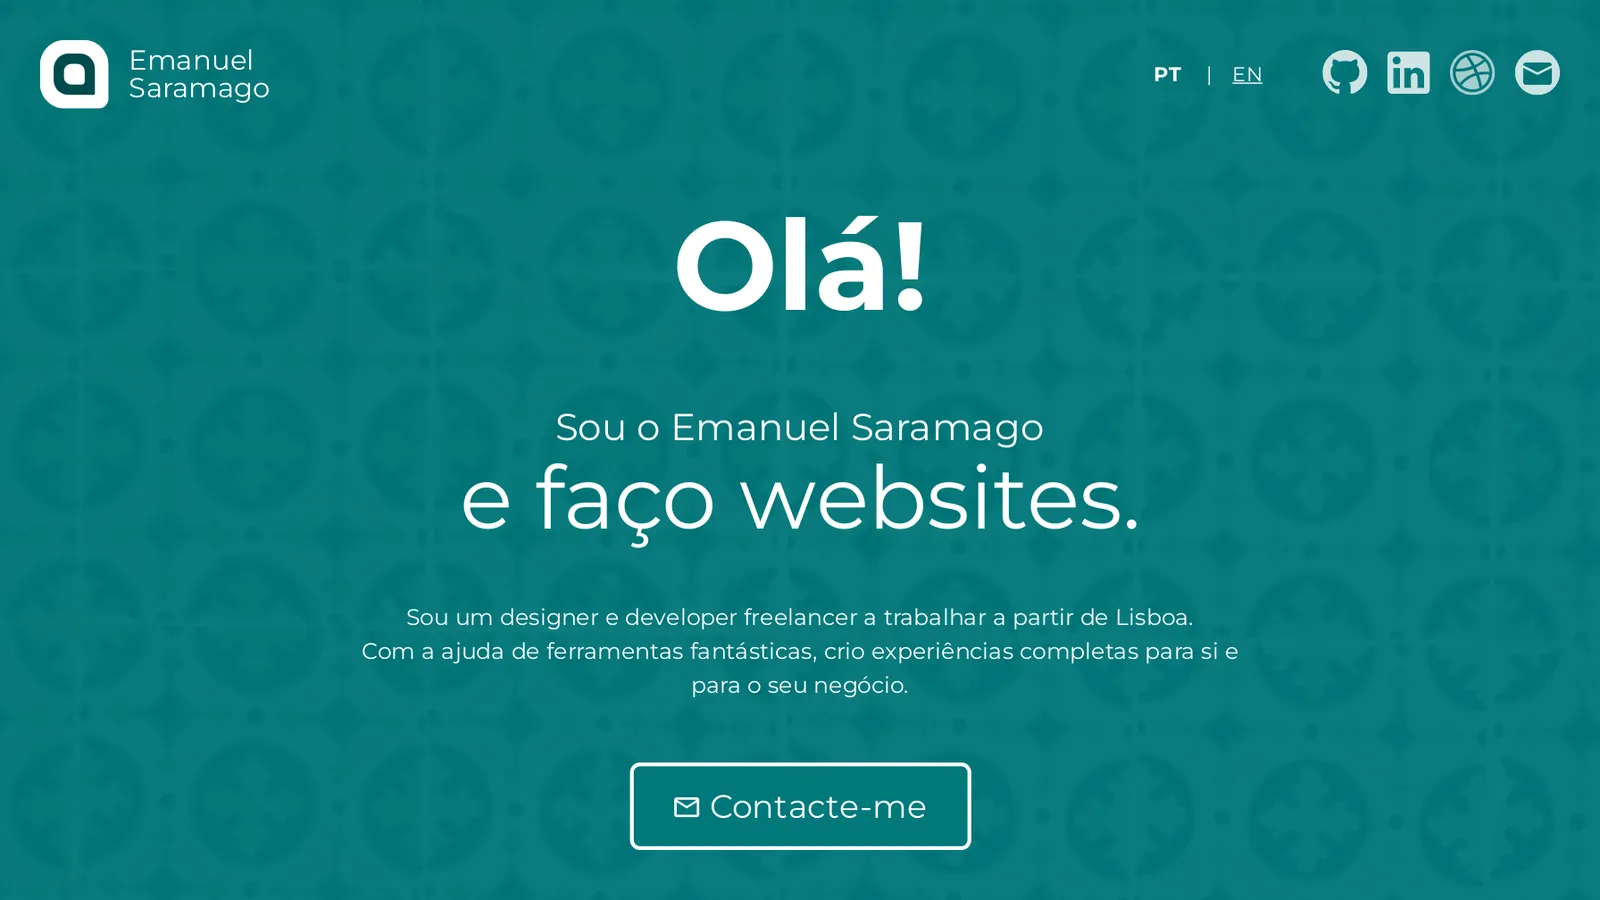 Emanuel
Saramago
PT | EN
Olá!
Sou o Emanuel Saramago
e faço websites.
Sou um designer e developer freelancer a trabalhar a partir de Lisboa.
Com a ajuda de ferramentas fantásticas, crio experiências completas para si e
para o seu negócio.
Contacte-me